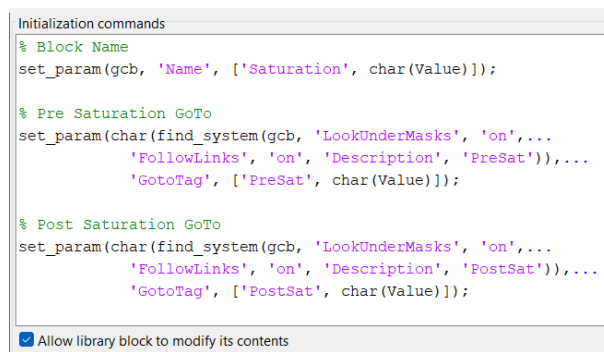 Initialization commands
% Block Name
set_param(gcb, 'Name', ['Saturation', char(Value)]);
% Pre Saturation GoTo
set_param(char(find_system(gcb, 'LookUnderMasks', 'on',...
'FollowLinks', 'on', 'Description', 'PreSat')),...
'GotoTag', ['PreSat', char(Value)]);
% Post Saturation GoTo
set_param(char(find_system(gcb, 'LookUnderMasks', 'on',...
'FollowLinks', 'on', 'Description', 'PostSat')),...
'GotoTag', ['PostSat', char(Value)]);
Allow library block to modify its contents